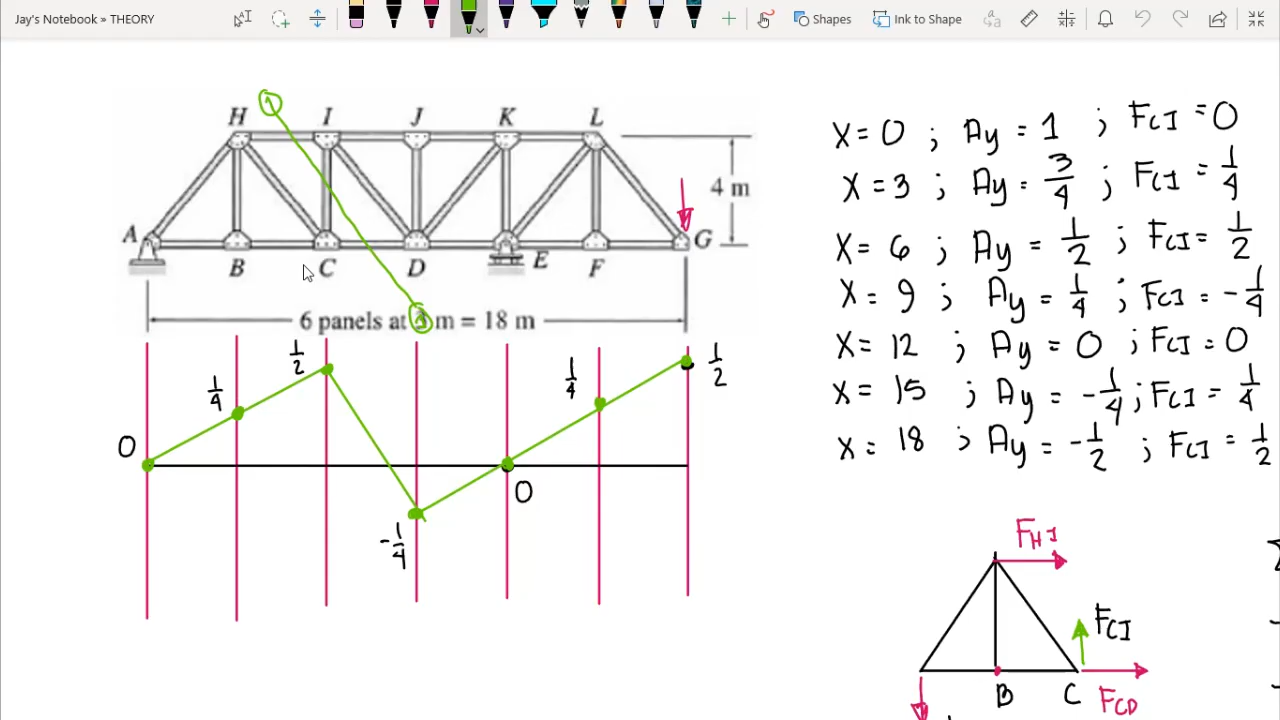 Jay's Notebook » THEORY
Shapes
Ink to Shape
H I J K L
1
4 m
A G
B C D E F
6 panels at 3 m = 18 m
0 1/4 1/2 -1/4 0 1/4 1/2
X = 0 ; Ay = 1 ; FCI = 0
X = 3 ; Ay = 3/4 ; FCI = 1/4
X = 6 ; Ay = 1/2 ; FCI = 1/2
X = 9 ; Ay = 1/4 ; FCI = -1/4
X = 12 ; Ay = 0 ; FCI = 0
X = 15 ; Ay = -1/4 ; FCI = 1/4
X = 18 ; Ay = -1/2 ; FCI = 1/2
FHI
FCI
B C FCD